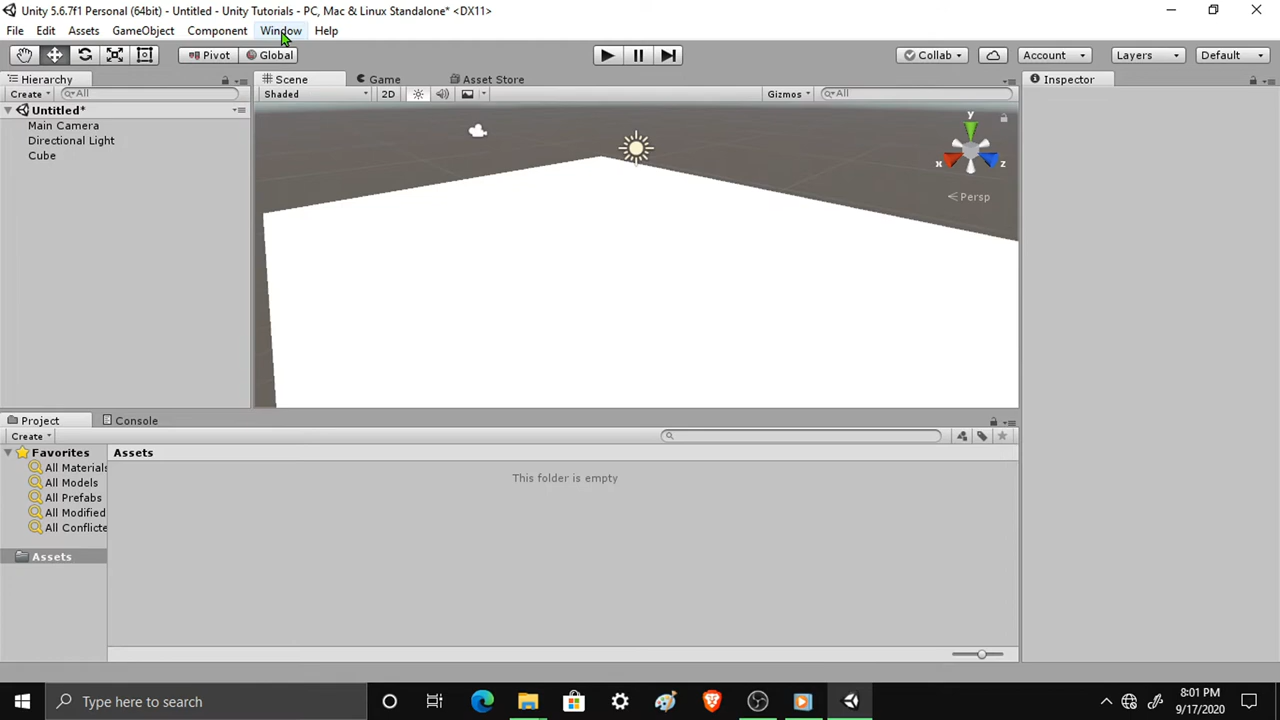 Unity 5.6.7f1 Personal (64bit) - Untitled - Unity Tutorials - PC, Mac & Linux Standalone* <DX11>
File Edit Assets GameObject Component Window Help
Pivot Global Collab Account Layers Default
Hierarchy Scene Game Asset Store Inspector
Create All Shaded 2D Gizmos All
Untitled*
Main Camera
Directional Light
Cube
y
x z
Persp
Project Console
Create
Favorites Assets
All Materials
All Models
All Prefabs
All Modified
All Conflicte
This folder is empty
Assets
Type here to search
8:01 PM
9/17/2020